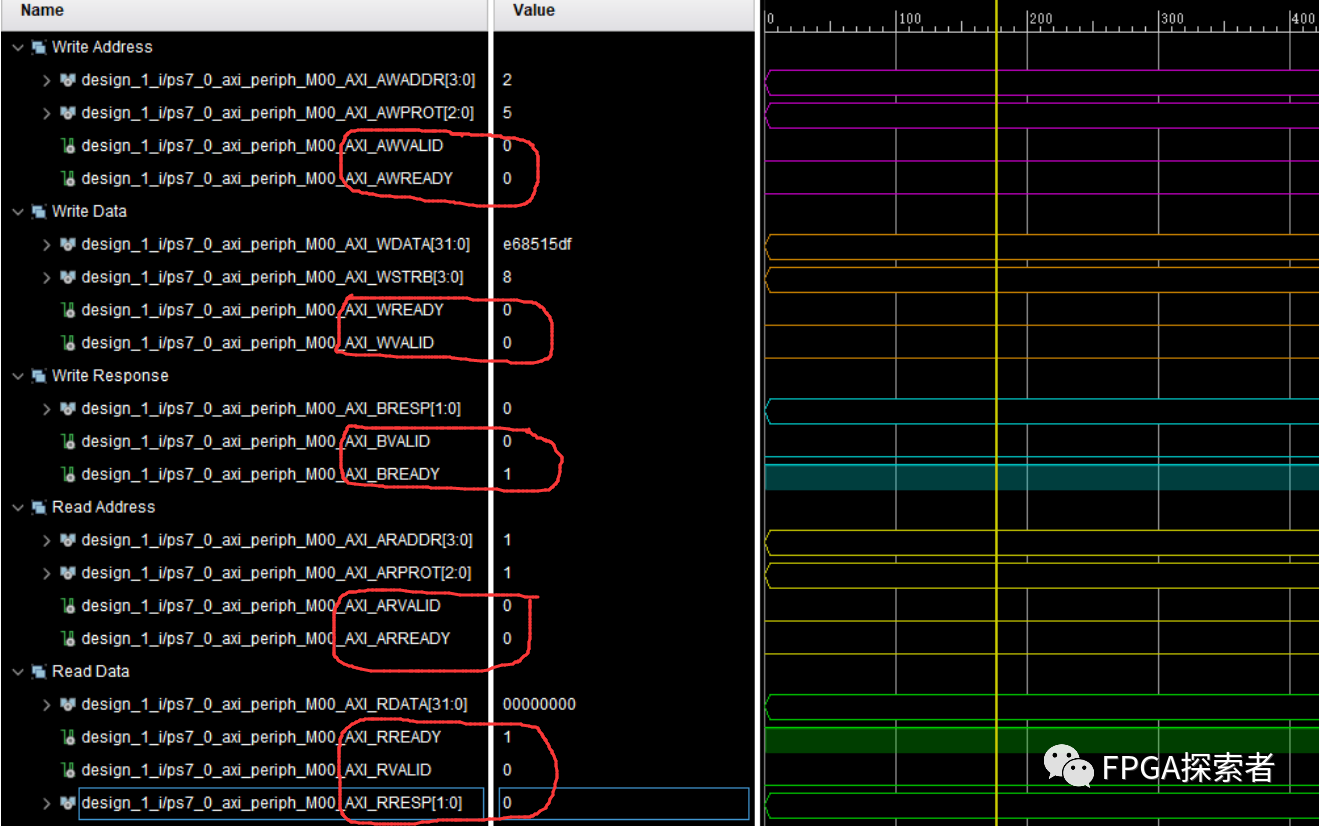 Name Value
0 100 200 300 400
Write Address
design_1_i/ps7_0_axi_periph_M00_AXI_AWADDR[3:0] 2
design_1_i/ps7_0_axi_periph_M00_AXI_AWPROT[2:0] 5
design_1_i/ps7_0_axi_periph_M00_AXI_AWVALID 0
design_1_i/ps7_0_axi_periph_M00_AXI_AWREADY 0
Write Data
design_1_i/ps7_0_axi_periph_M00_AXI_WDATA[31:0] e68515df
design_1_i/ps7_0_axi_periph_M00_AXI_WSTRB[3:0] 8
design_1_i/ps7_0_axi_periph_M00_AXI_WREADY 0
design_1_i/ps7_0_axi_periph_M00_AXI_WVALID 0
Write Response
design_1_i/ps7_0_axi_periph_M00_AXI_BRESP[1:0] 0
design_1_i/ps7_0_axi_periph_M00_AXI_BVALID 0
design_1_i/ps7_0_axi_periph_M00_AXI_BREADY 1
Read Address
design_1_i/ps7_0_axi_periph_M00_AXI_ARADDR[3:0] 1
design_1_i/ps7_0_axi_periph_M00_AXI_ARPROT[2:0] 1
design_1_i/ps7_0_axi_periph_M00_AXI_ARVALID 0
design_1_i/ps7_0_axi_periph_M00_AXI_ARREADY 0
Read Data
design_1_i/ps7_0_axi_periph_M00_AXI_RDATA[31:0] 00000000
design_1_i/ps7_0_axi_periph_M00_AXI_RREADY 1
design_1_i/ps7_0_axi_periph_M00_AXI_RVALID 0
design_1_i/ps7_0_axi_periph_M00_AXI_RRESP[1:0] 0
FPGA探索者